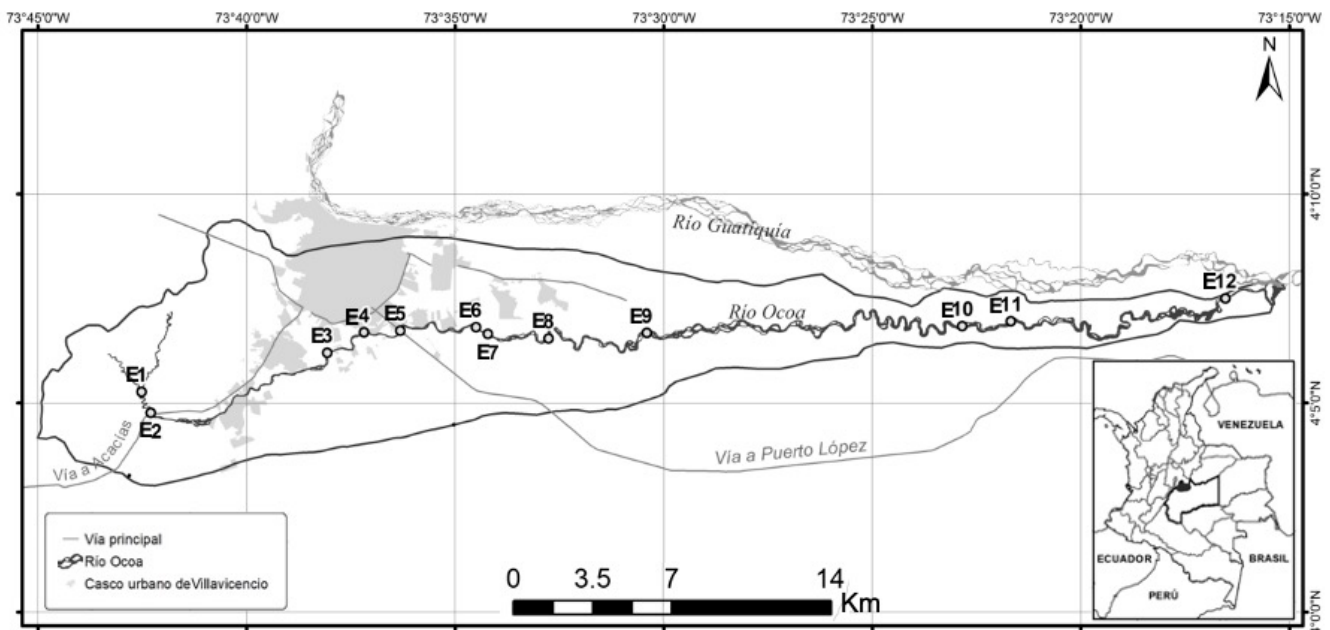 73°45'0"W 73°40'0"W 73°35'0"W 73°30'0"W 73°25'0"W 73°20'0"W 73°15'0"W
N
4°10'0"N
Río Guatiquía
E12
E6
E9
Río Ocoa
E10
E11
E4
E5
E3
E8
E7
E1
4°5'0"N
E2
Vía a Acacías
Vía a Puerto López
VENEZUELA
Vía principal
Río Ocoa
Casco urbano de Villavicencio
ECUADOR
BRASIL
PERÚ
0 3.5 7 14
Km
4°0'0"N